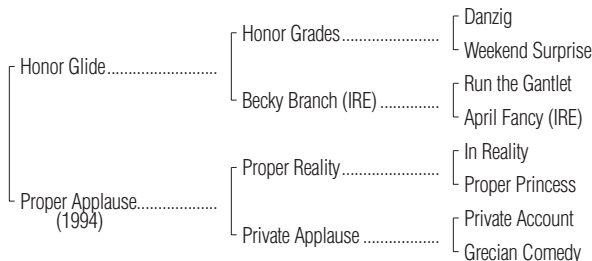 Danzig
Honor Grades....................
Weekend Surprise
Honor Glide.......................
Run the Gantlet
Becky Branch (IRE) ............
April Fancy (IRE)
In Reality
Proper Reality....................
Proper Princess
Proper Applause.................
(1994)
Private Account
Private Applause ................
Grecian Comedy